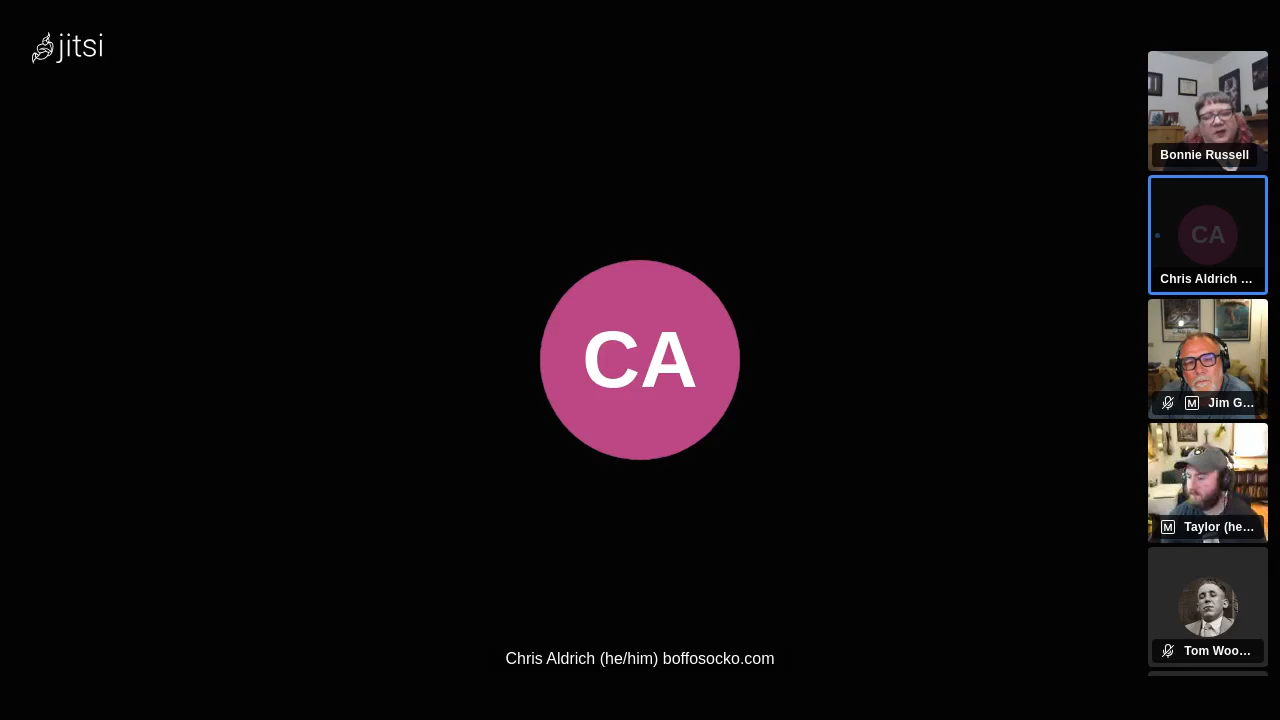 jitsi
Bonnie Russell
CA
Chris Aldrich ...
Jim G...
Taylor (he...
Tom Woo...
CA
Chris Aldrich (he/him) boffosocko.com